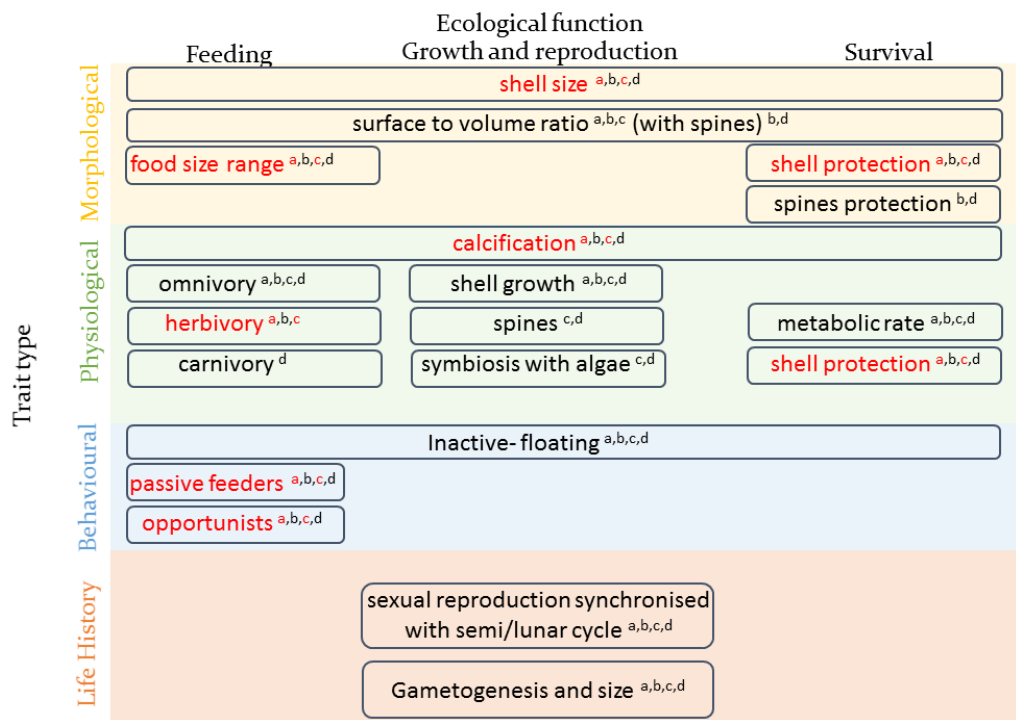 Ecological function
Feeding Growth and reproduction Survival
Trait type
Morphological
shell size a,b,c,d
surface to volume ratio a,b,c (with spines) b,d
food size range a,b,c,d shell protection a,b,c,d
spines protection b,d
Physiological
calcification a,b,c,d
omnivory a,b,c,d shell growth a,b,c,d
herbivory a,b,c spines c,d metabolic rate a,b,c,d
carnivory d symbiosis with algae c,d shell protection a,b,c,d
Behavioural
Inactive- floating a,b,c,d
passive feeders a,b,c,d
opportunists a,b,c,d
Life History
sexual reproduction synchronised
with semi/lunar cycle a,b,c,d
Gametogenesis and size a,b,c,d